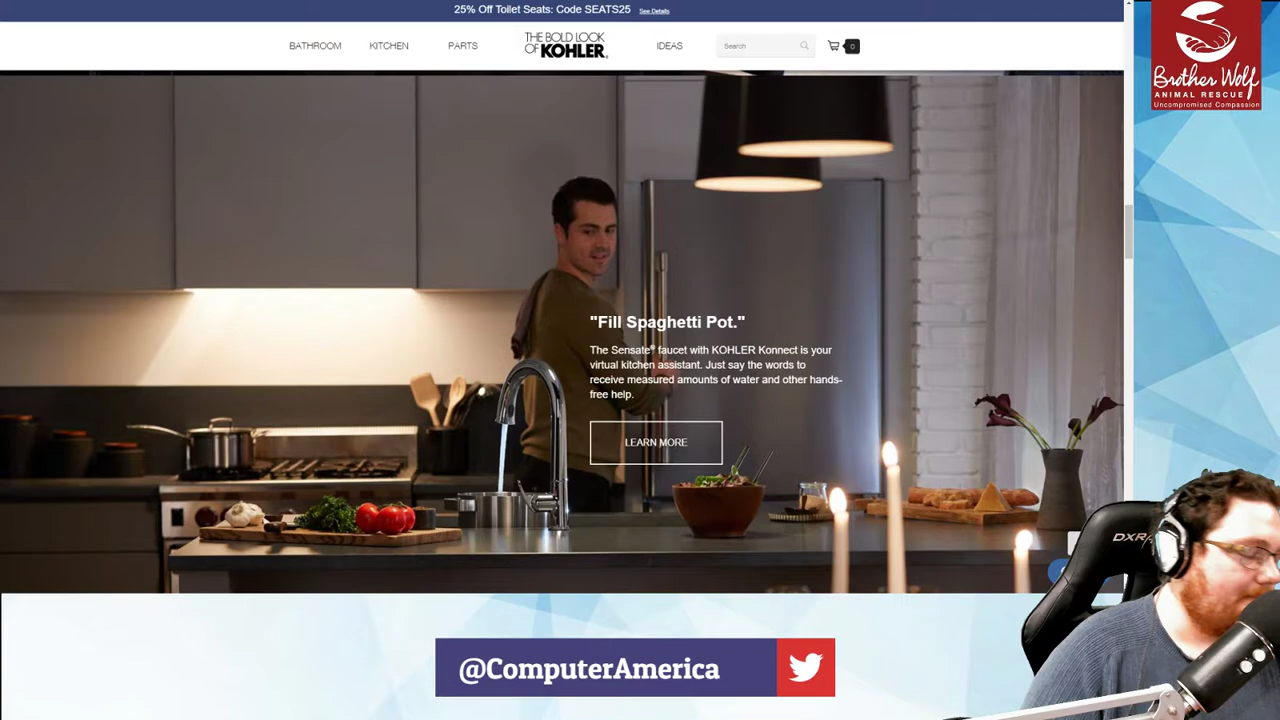 25% Off Toilet Seats: Code SEATS25 See Details
BATHROOM KITCHEN PARTS
THE BOLD LOOK
OF KOHLER®
IDEAS Search 0
"Fill Spaghetti Pot."
The Sensate® faucet with KOHLER Konnect is your
virtual kitchen assistant. Just say the words to
receive measured amounts of water and other hands-
free help.
LEARN MORE
Brother Wolf
ANIMAL RESCUE
Uncompromised Compassion
DXR
@ComputerAmerica